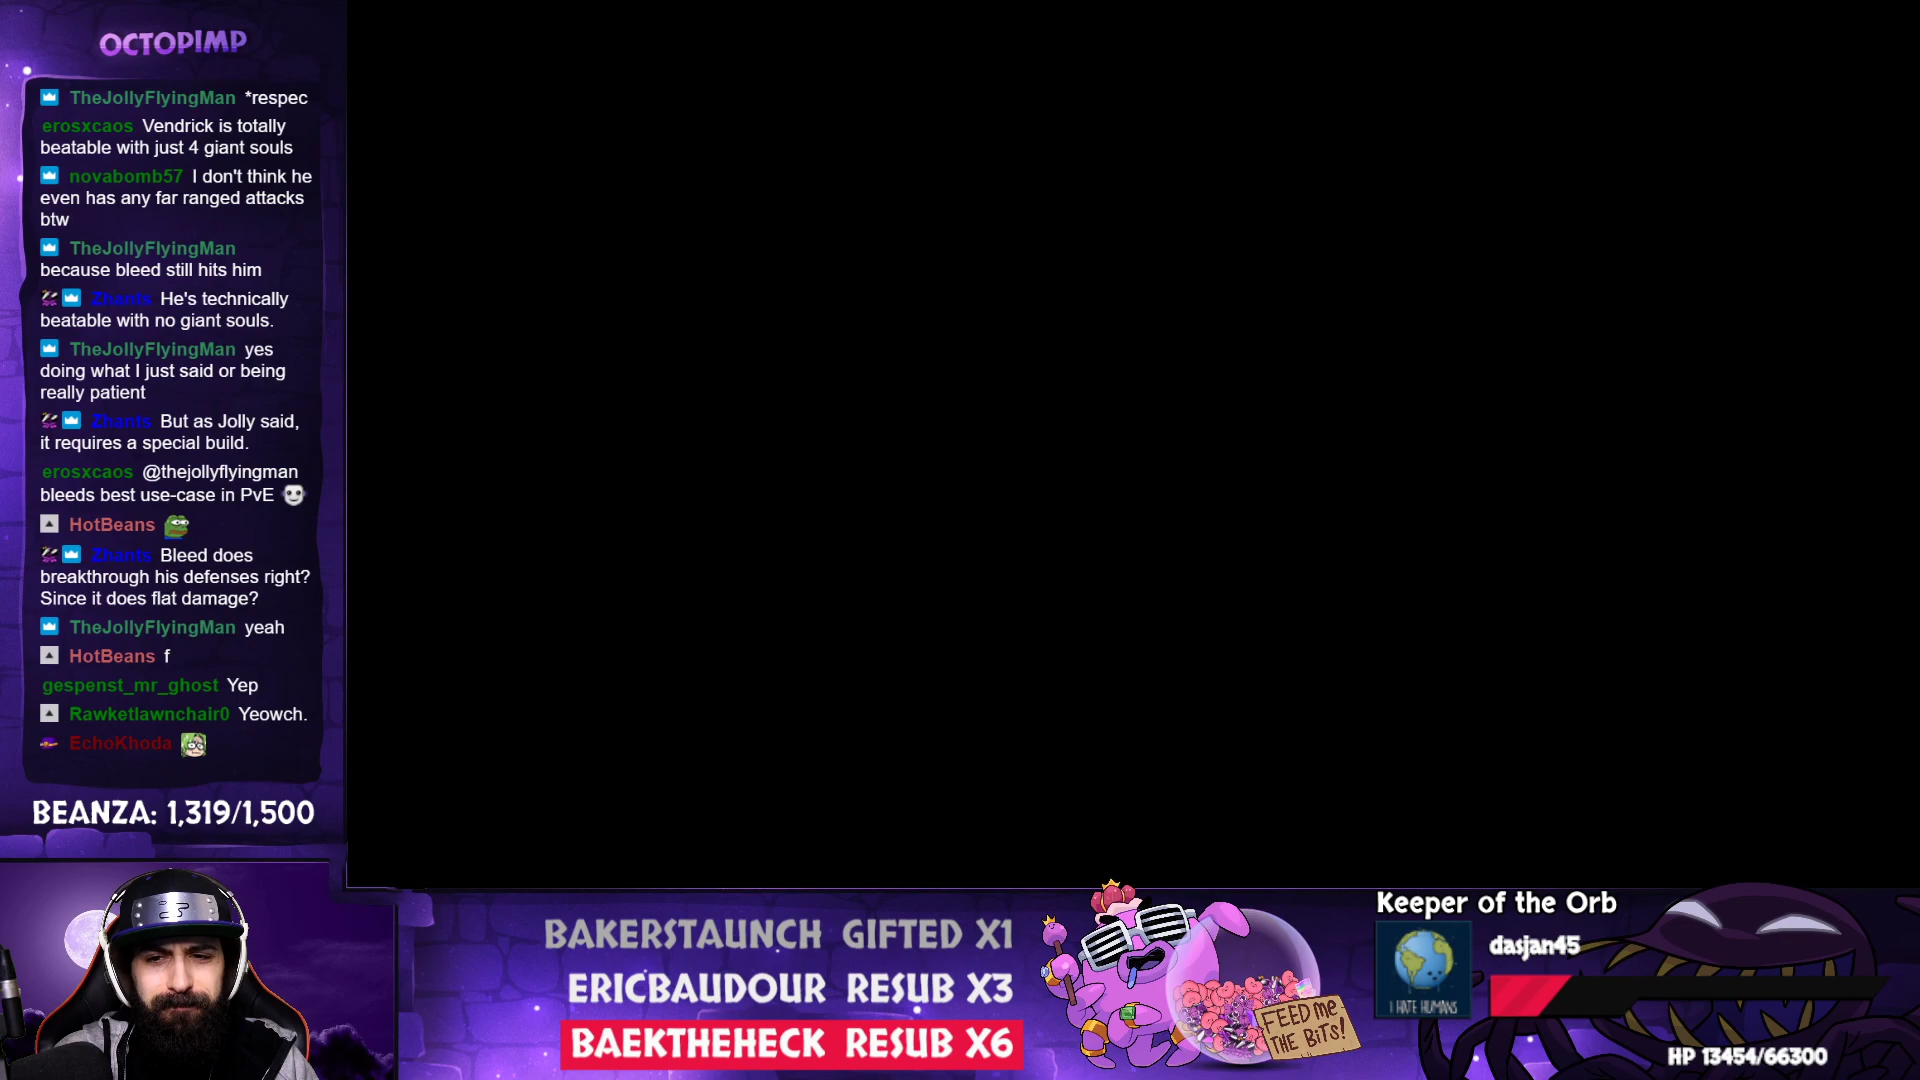 OCTOPIMP
TheJollyFlyingMan *respec
erosxcaos Vendrick is totally
beatable with just 4 giant souls
novabomb57 I don't think he
even has any far ranged attacks
btw
TheJollyFlyingMan
because bleed still hits him
Zhants He's technically
beatable with no giant souls.
TheJollyFlyingMan yes
doing what I just said or being
really patient
Zhants But as Jolly said,
it requires a special build.
erosxcaos @thejollyflyingman
bleeds best use-case in PvE
HotBeans
Zhants Bleed does
breakthrough his defenses right?
Since it does flat damage?
TheJollyFlyingMan yeah
HotBeans f
gespenst_mr_ghost Yep
Rawketlawnchair0 Yeowch.
EchoKhoda
BEANZA: 1,319/1,500
BAKERSTAUNCH GIFTED X1
ERICBAUDOUR RESUB X3
BAEKTHEHECK RESUB X6
FEED ME
THE BITS!
Keeper of the Orb
dasjan45
I HATE HUMANS
HP 13454/66300